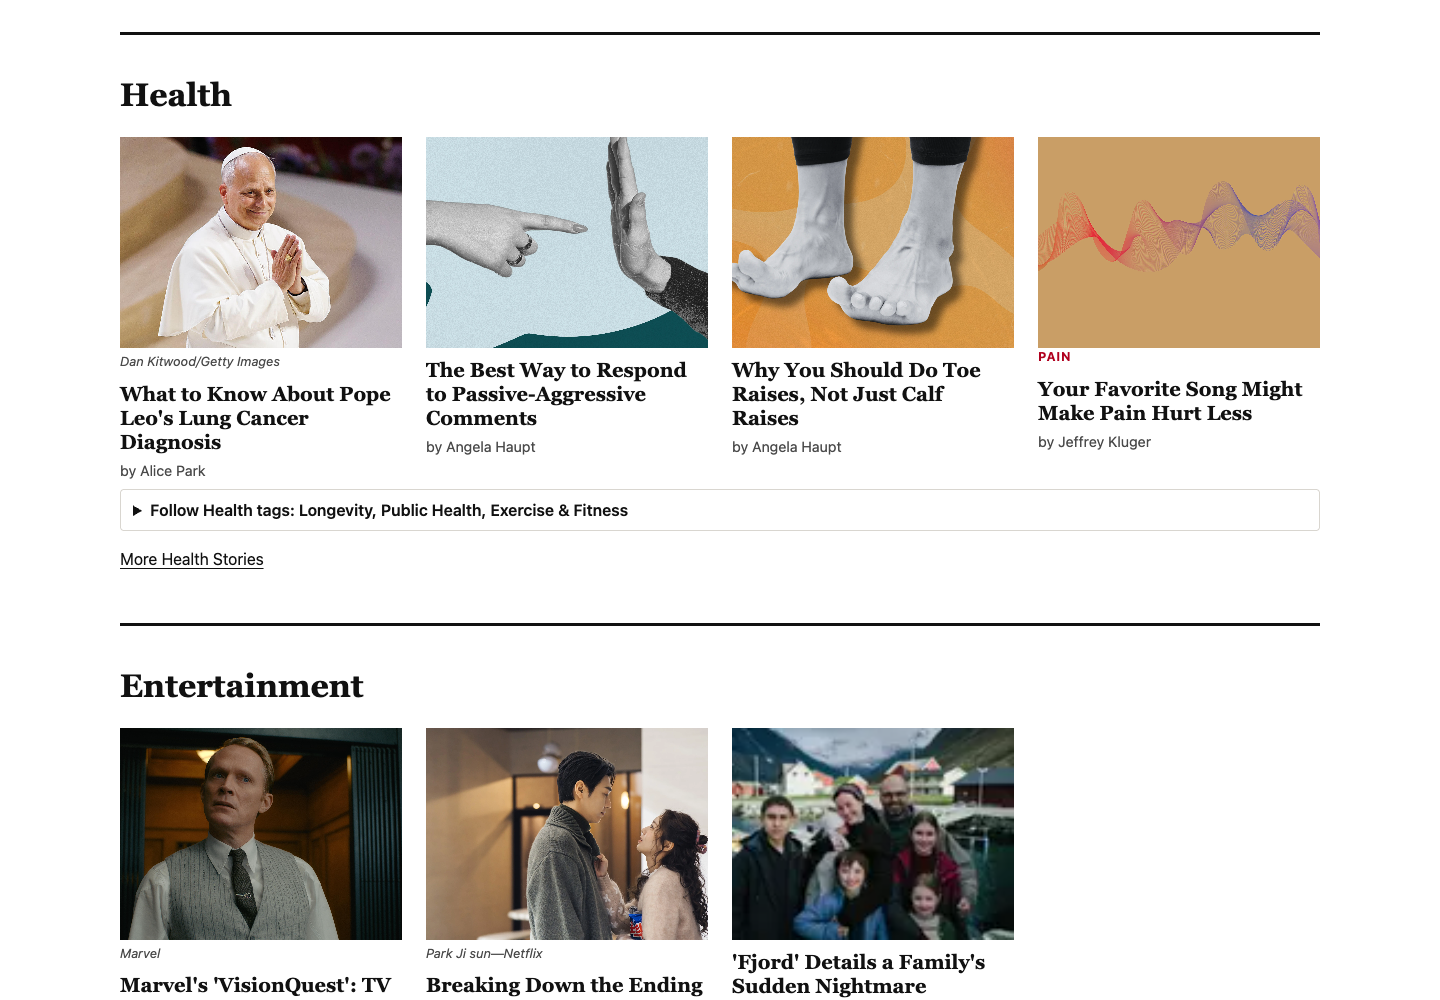 Health
Dan Kitwood/Getty Images
What to Know About Pope
Leo's Lung Cancer
Diagnosis
by Alice Park
The Best Way to Respond
to Passive-Aggressive
Comments
by Angela Haupt
Why You Should Do Toe
Raises, Not Just Calf
Raises
by Angela Haupt
PAIN
Your Favorite Song Might
Make Pain Hurt Less
by Jeffrey Kluger
Follow Health tags: Longevity, Public Health, Exercise & Fitness
More Health Stories
Entertainment
Marvel
Marvel's 'VisionQuest': TV
Park Ji sun—Netflix
Breaking Down the Ending
'Fjord' Details a Family's
Sudden Nightmare